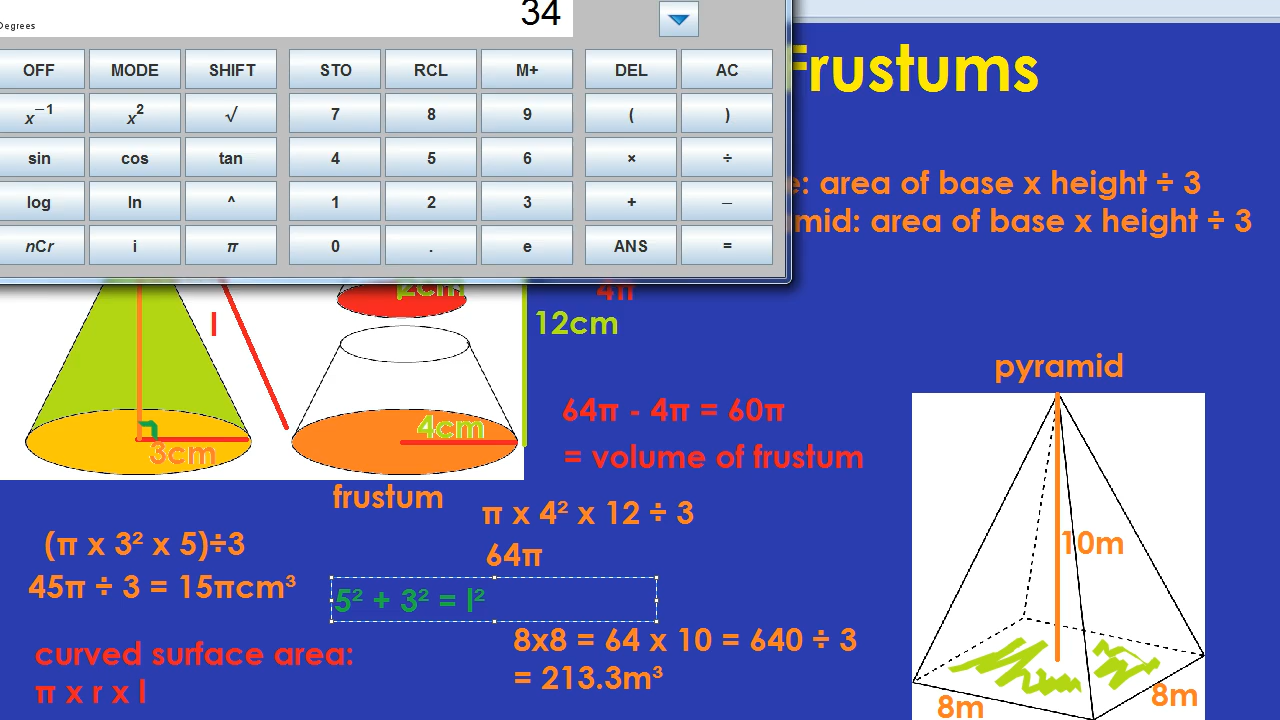 34
Degrees
OFF MODE SHIFT STO RCL M+ DEL AC
x⁻¹ x² √ 7 8 9 ( )
sin cos tan 4 5 6 × ÷
log ln ^ 1 2 3 + −
nCr i π 0 . e ANS =
Frustums
e: area of base x height ÷ 3
mid: area of base x height ÷ 3
2cm
4π
l
12cm
pyramid
64π - 4π = 60π
4cm
3cm
= volume of frustum
frustum
π x 4² x 12 ÷ 3
(π x 3² x 5)÷3
10m
64π
45π ÷ 3 = 15πcm³
5² + 3² = l²
8x8 = 64 x 10 = 640 ÷ 3
curved surface area:
= 213.3m³
π x r x l
8m
8m